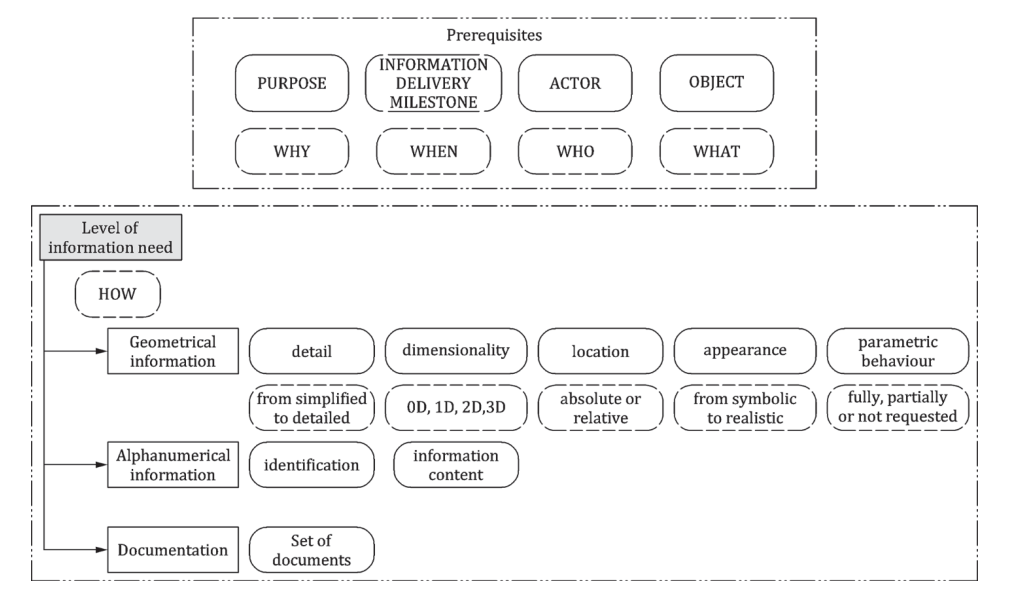 Prerequisites
PURPOSE
INFORMATION
DELIVERY
MILESTONE
ACTOR
OBJECT
WHY
WHEN
WHO
WHAT
Level of
information need
HOW
Geometrical
information
detail
dimensionality
location
appearance
parametric
behaviour
from simplified
to detailed
0D, 1D, 2D,3D
absolute or
relative
from symbolic
to realistic
fully, partially
or not requested
Alphanumerical
information
identification
information
content
Documentation
Set of
documents